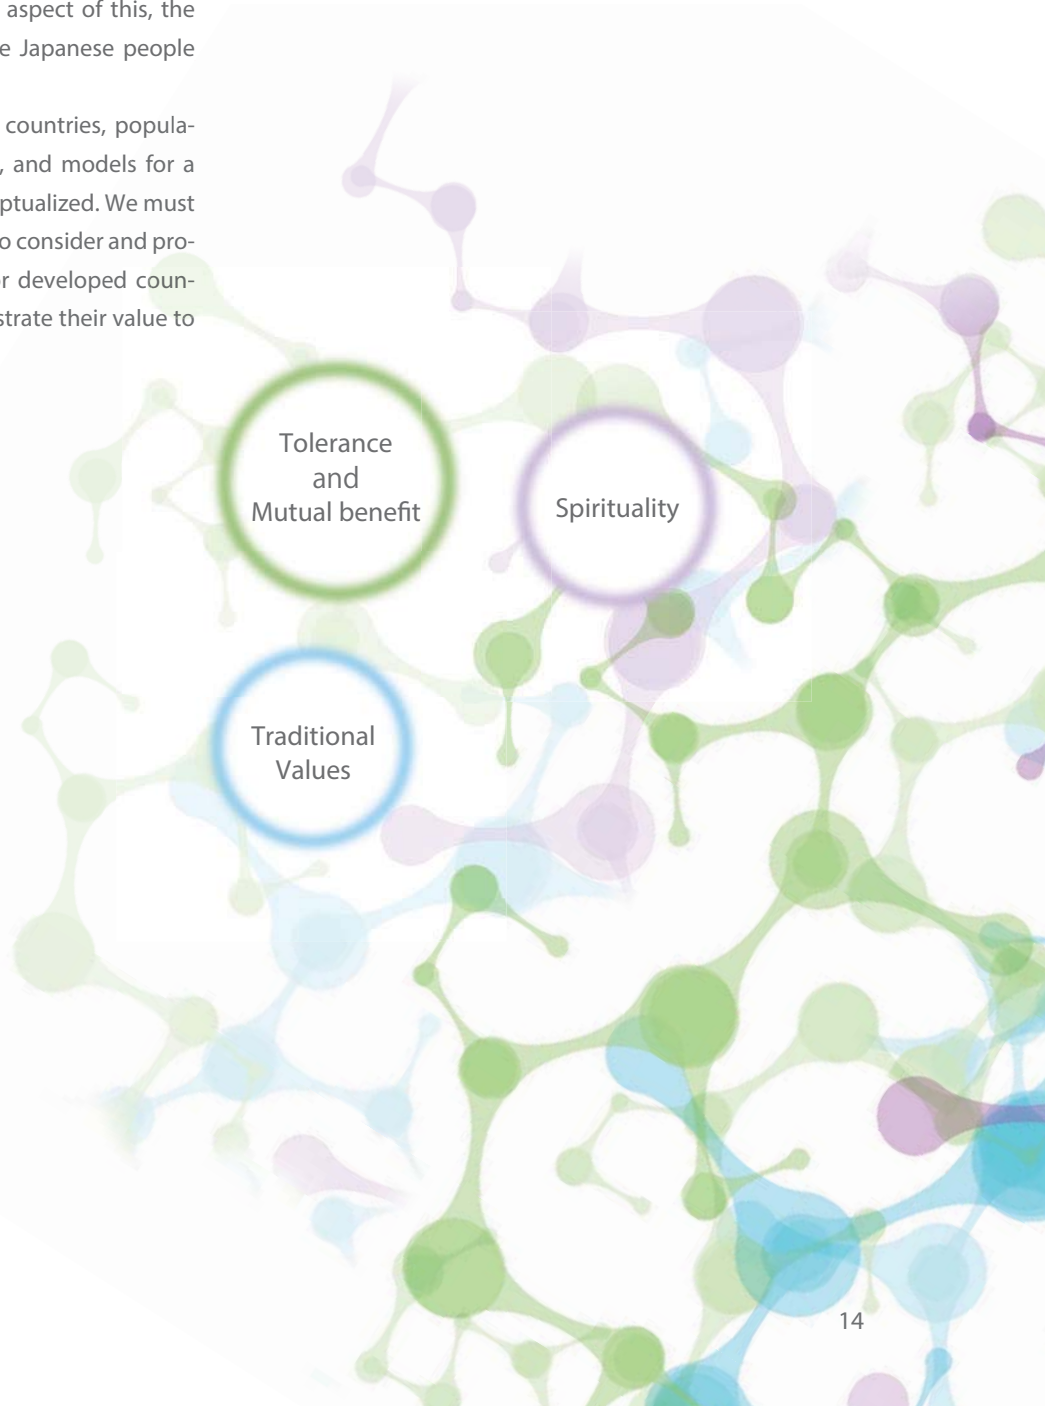 aspect of this, the
e Japanese people
countries, popula-
, and models for a
ptualized. We must
o consider and pro-
r developed coun-
strate their value to
Tolerance
and
Mutual benefit
Spirituality
Traditional
Values
14